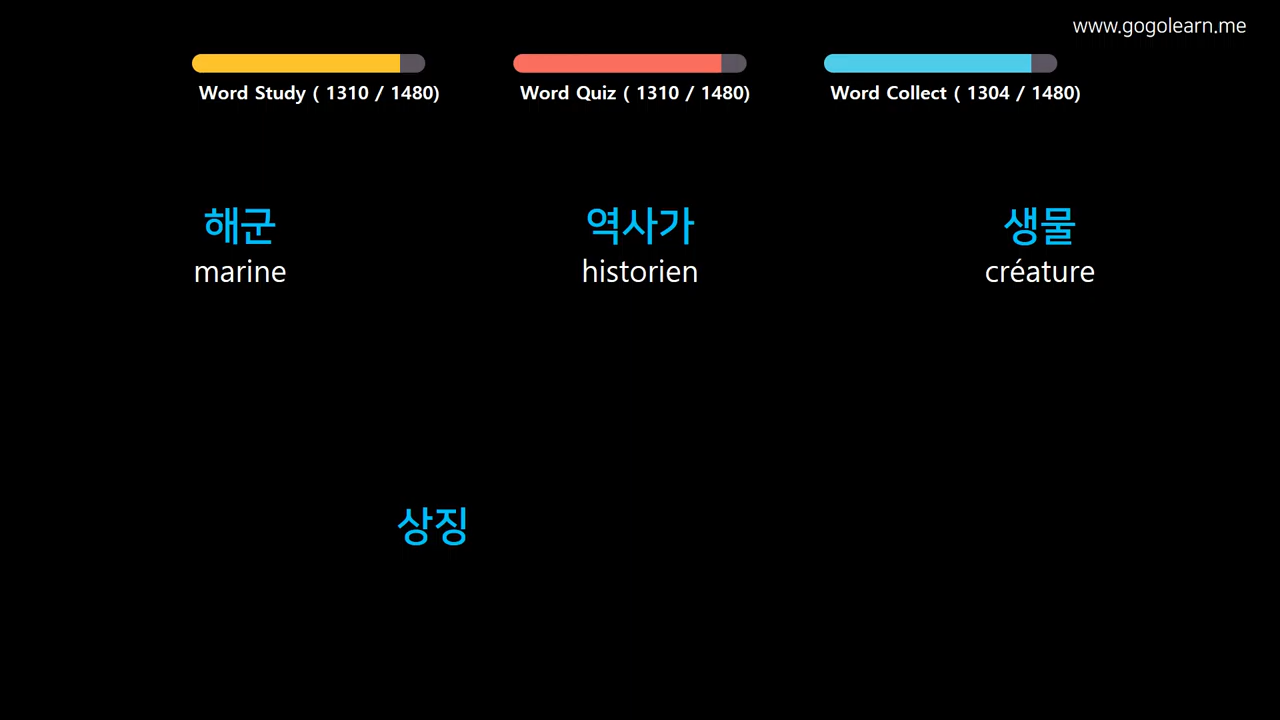 www.gogolearn.me
Word Study ( 1310 / 1480)
Word Quiz ( 1310 / 1480)
Word Collect ( 1304 / 1480)
해군
marine
역사가
historien
생물
créature
상징